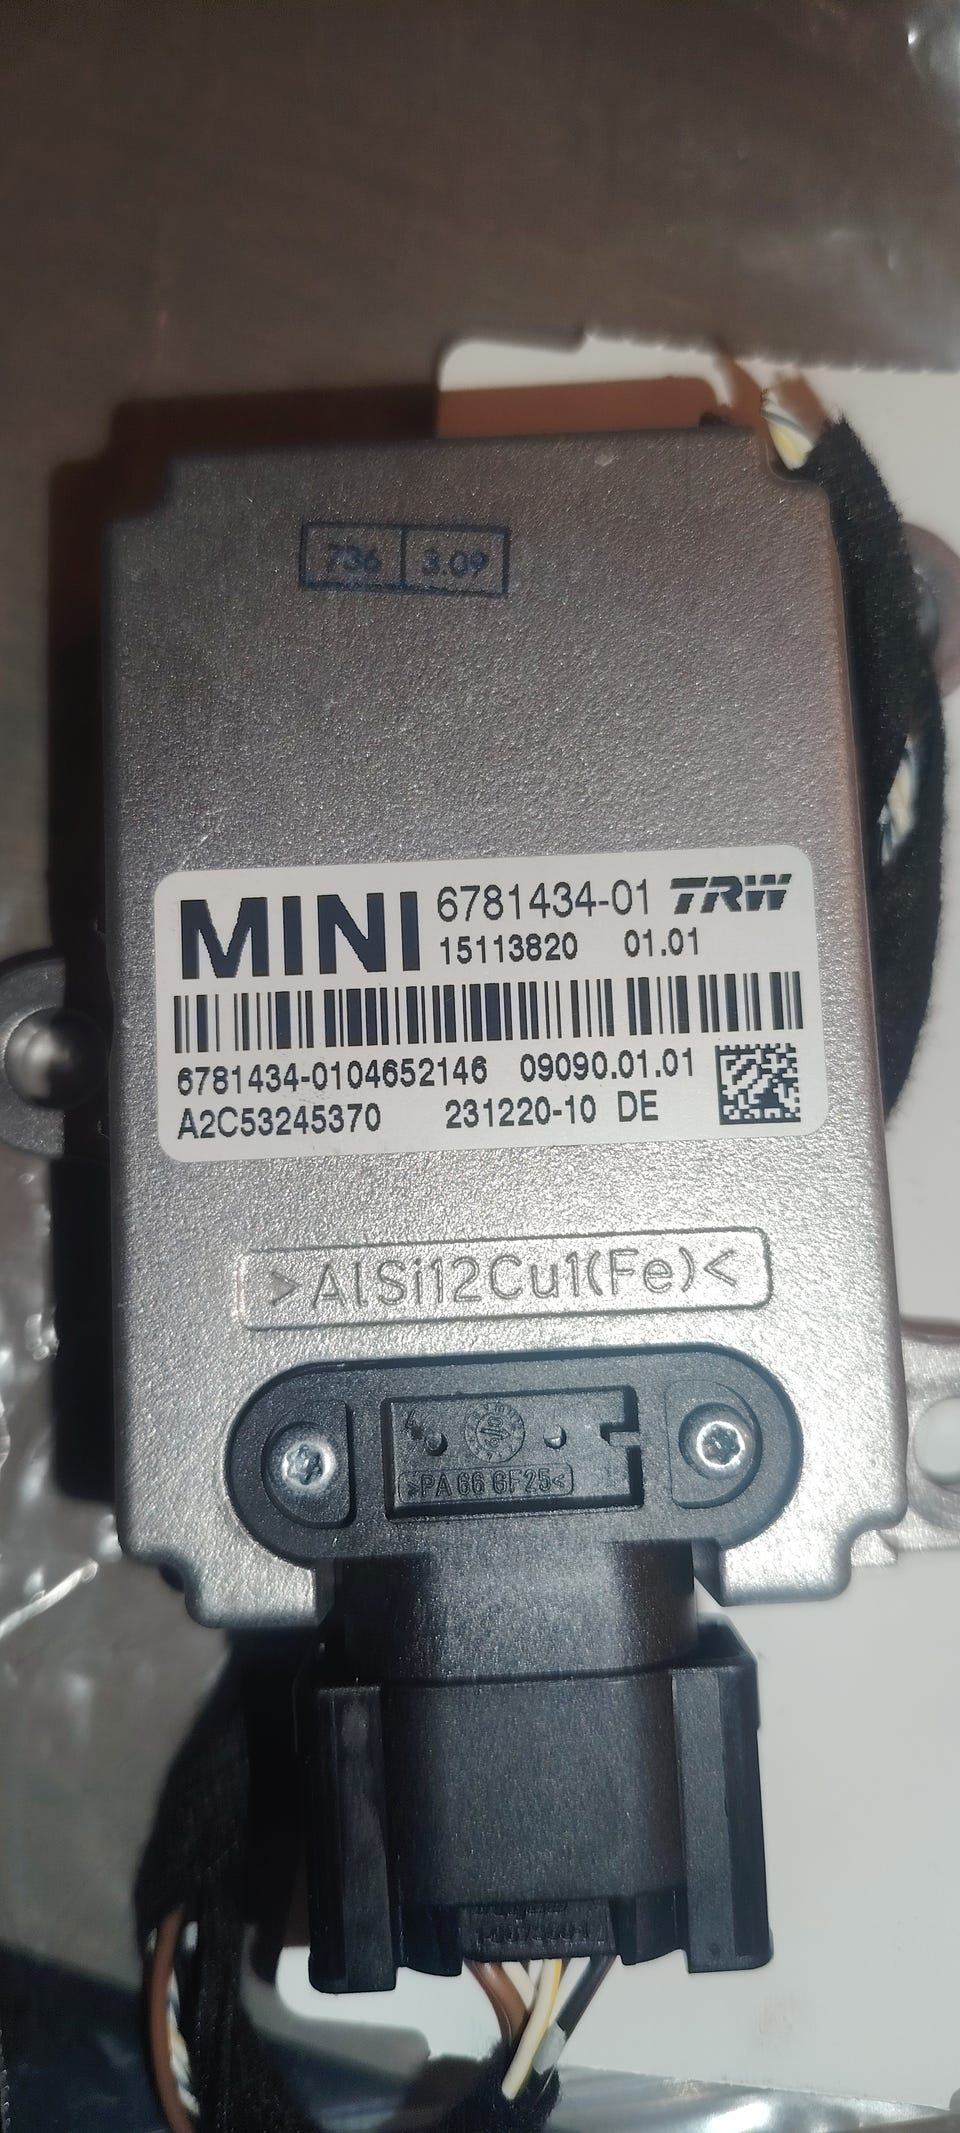 736 3.09
MINI 6781434-01 TRW
15113820 01.01
6781434-0104652146 09090.01.01
A2C53245370 231220-10 DE
>AlSi12Cu1(Fe)<
4
>PA 66 GF25<